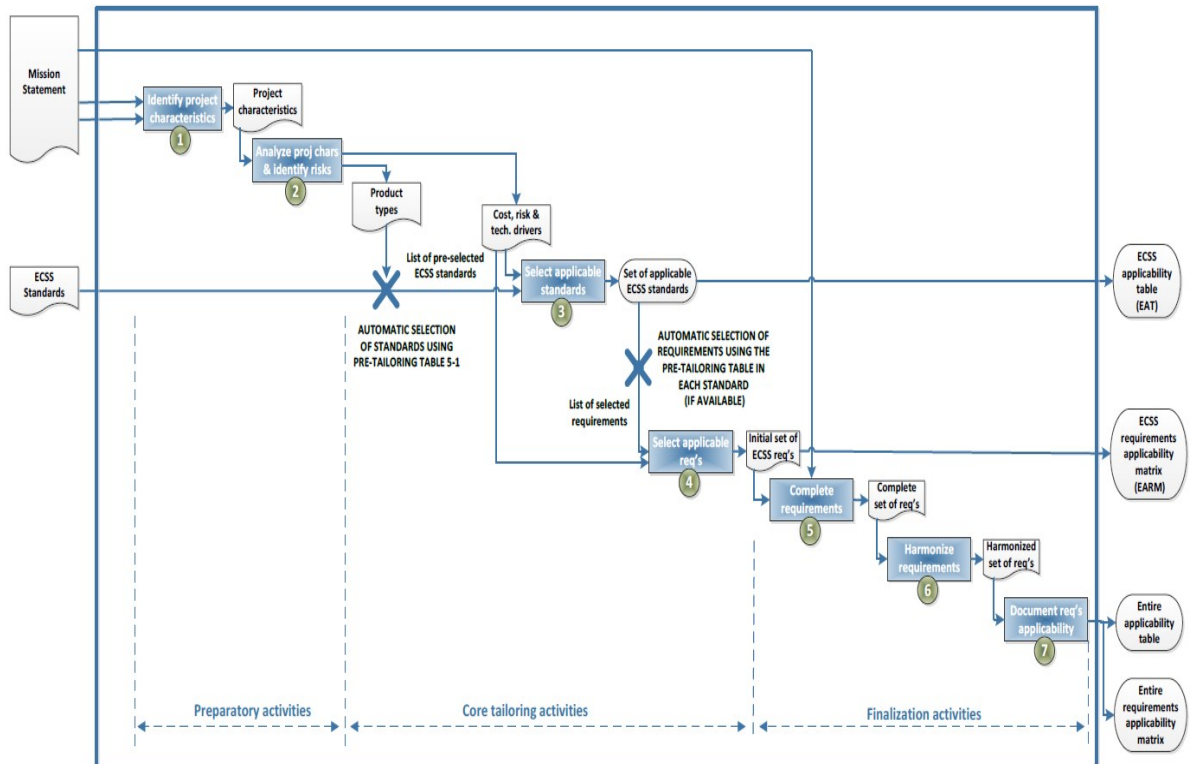 Mission
Statement
Identify project
characteristics
1
Project
characteristics
Analyze proj chars
& identify risks
2
Product
types
Cost, risk &
tech. drivers
ECSS
Standards
List of pre-selected
ECSS standards
AUTOMATIC SELECTION
OF STANDARDS USING
PRE-TAILORING TABLE 5-1
Select applicable
standards
3
Set of applicable
ECSS standards
ECSS
applicability
table
(EAT)
AUTOMATIC SELECTION OF
REQUIREMENTS USING THE
PRE-TAILORING TABLE IN
EACH STANDARD
(IF AVAILABLE)
List of selected
requirements
Select applicable
req's
4
Initial set of
ECSS req's
ECSS
requirements
applicability
matrix
(EARM)
Complete
requirements
5
Complete
set of req's
Harmonize
requirements
6
Harmonized
set of req's
Document req's
applicability
7
Entire
applicability
table
Entire
requirements
applicability
matrix
Preparatory activities
Core tailoring activities
Finalization activities